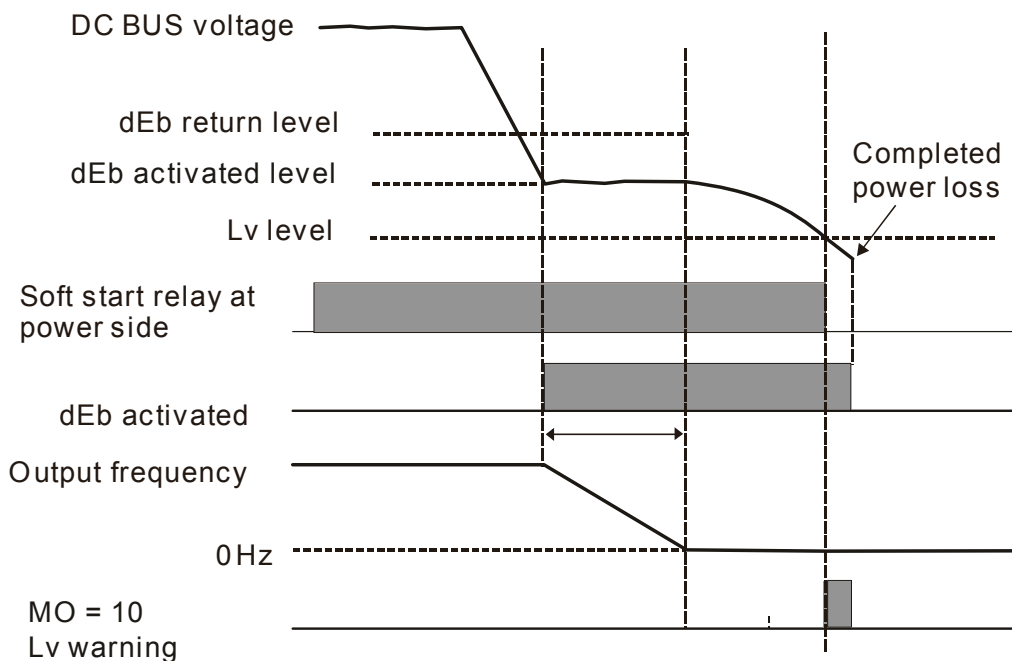 DC BUS voltage
dEb return level
dEb activated level
Completed
power loss
Lv level
Soft start relay at
power side
dEb activated
Output frequency
0Hz
MO = 10
Lv warning